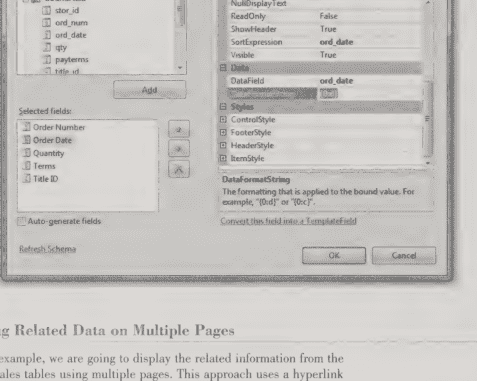 stor_id
ord_num
ord_date
qty
payterms
title_id
Add
Selected fields:
Order Number
Order Date
Quantity
Terms
Title ID
Auto-generate fields
Refresh Schema
NullDisplayText
ReadOnly False
ShowHeader True
SortExpression ord_date
Visible True
Data
DataField ord_date
Styles
ControlStyle
FooterStyle
HeaderStyle
ItemStyle
DataFormatString
The formatting that is applied to the bound value. For
example, "{0:d}" or "{0:c}".
Convert this field into a TemplateField
OK Cancel
g Related Data on Multiple Pages
example, we are going to display the related information from the
ales tables using multiple pages. This approach uses a hyperlink